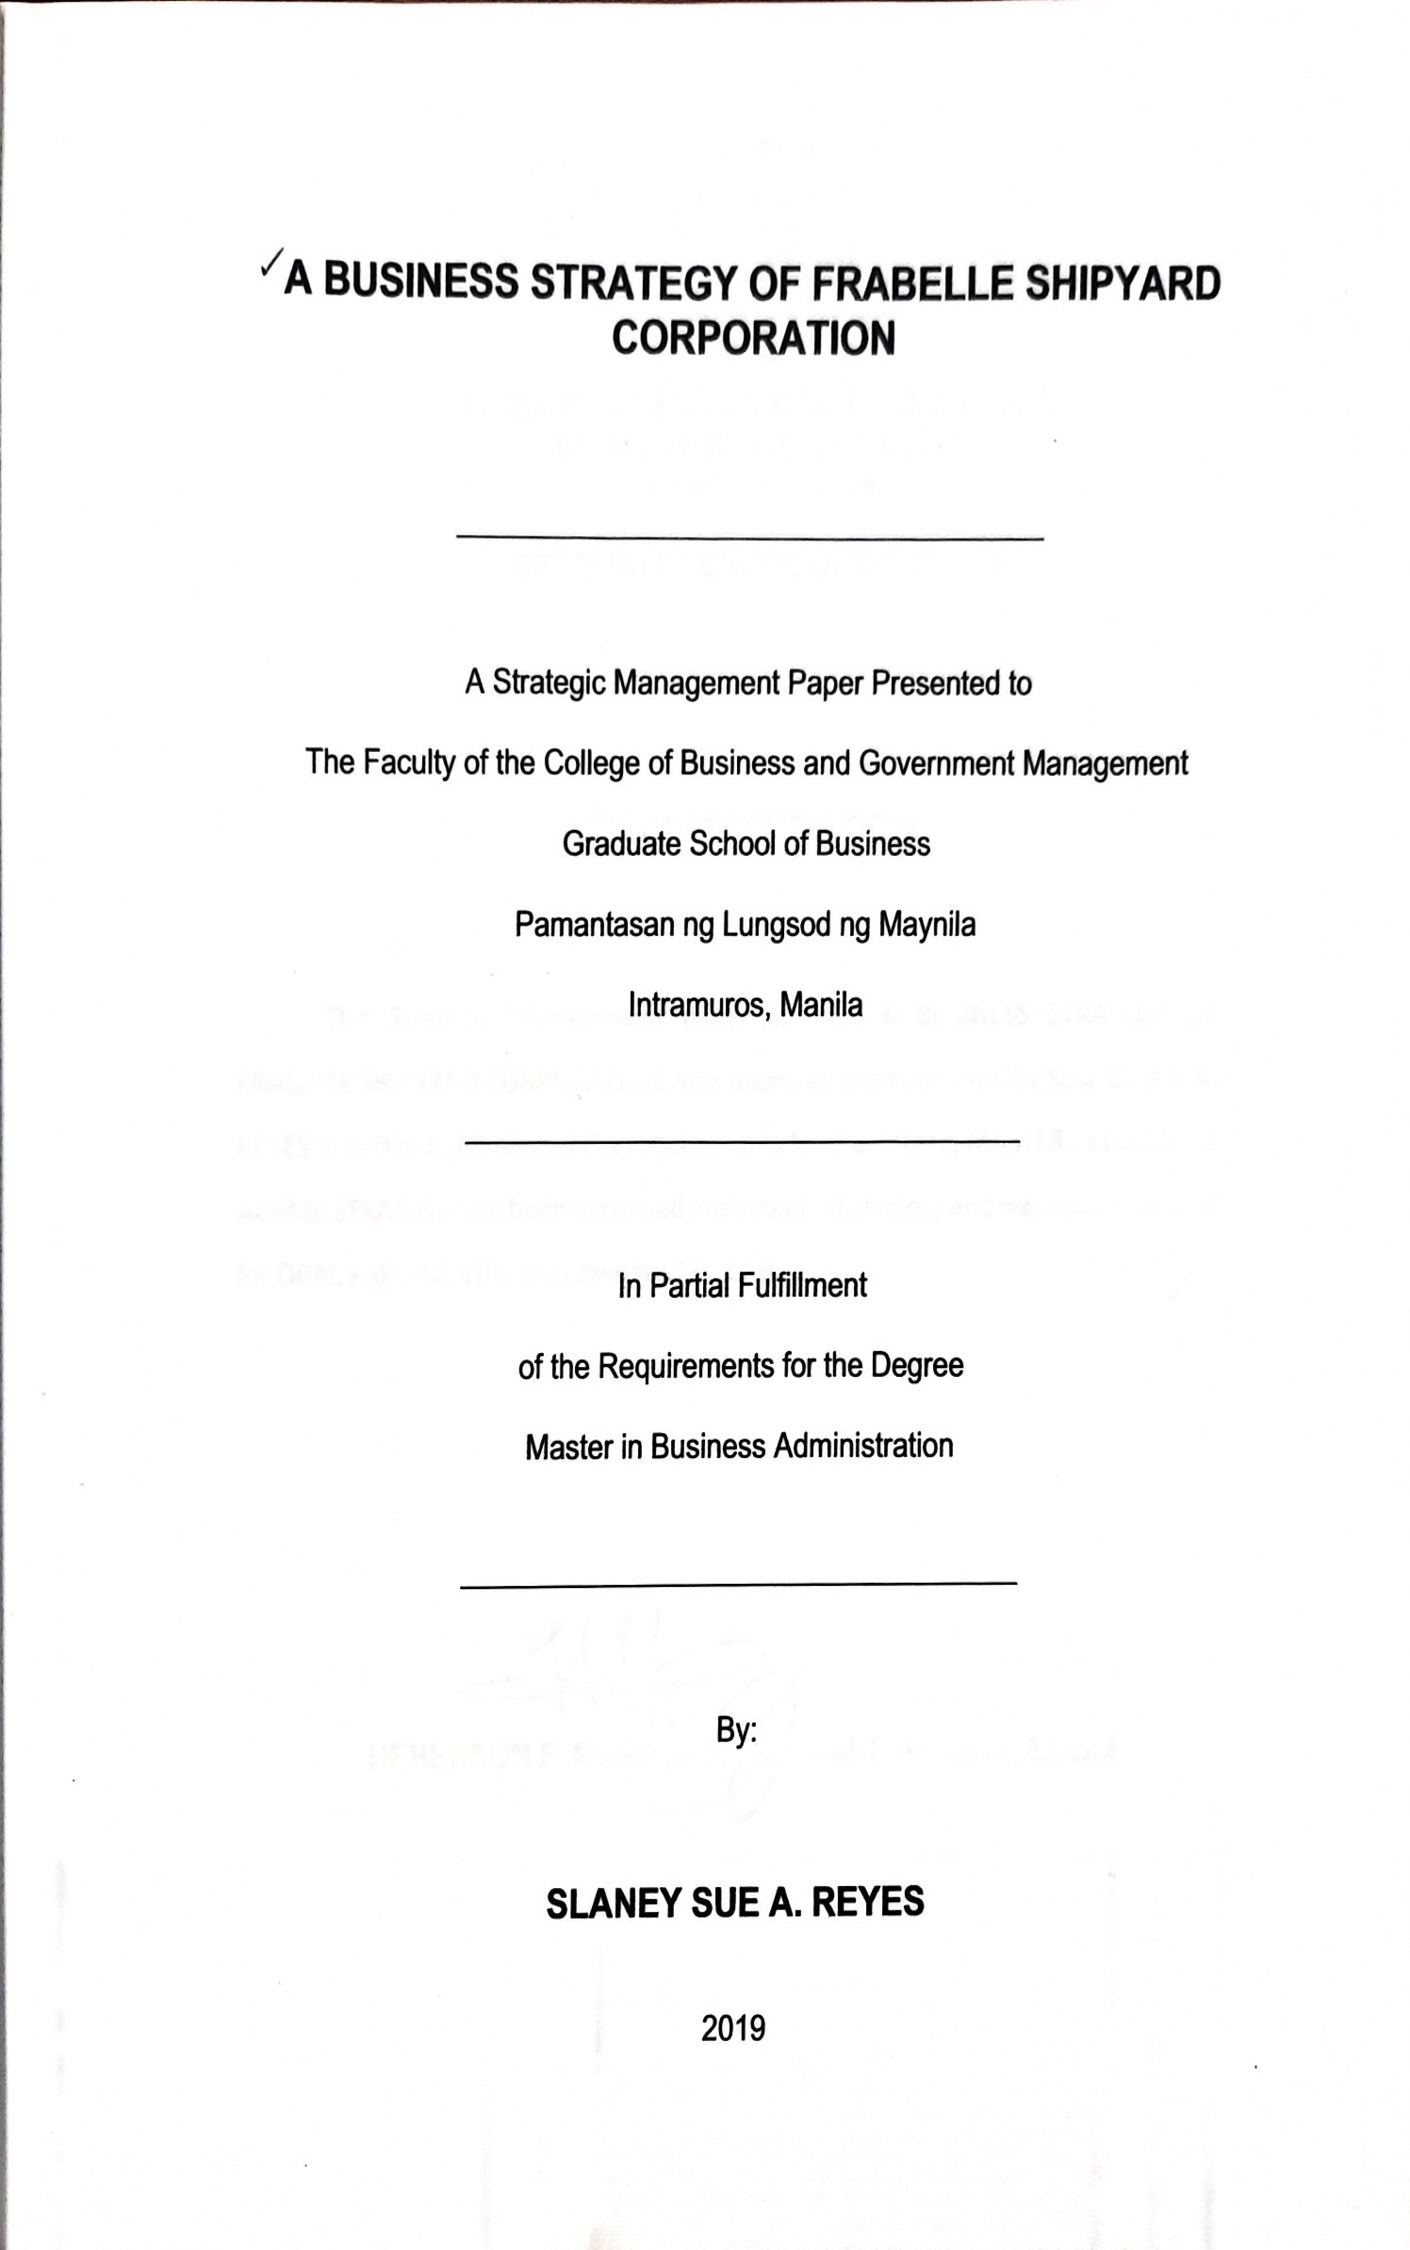 ✓A BUSINESS STRATEGY OF FRABELLE SHIPYARD
CORPORATION
A Strategic Management Paper Presented to
The Faculty of the College of Business and Government Management
Graduate School of Business
Pamantasan ng Lungsod ng Maynila
Intramuros, Manila
In Partial Fulfillment
of the Requirements for the Degree
Master in Business Administration
By:
SLANEY SUE A. REYES
2019